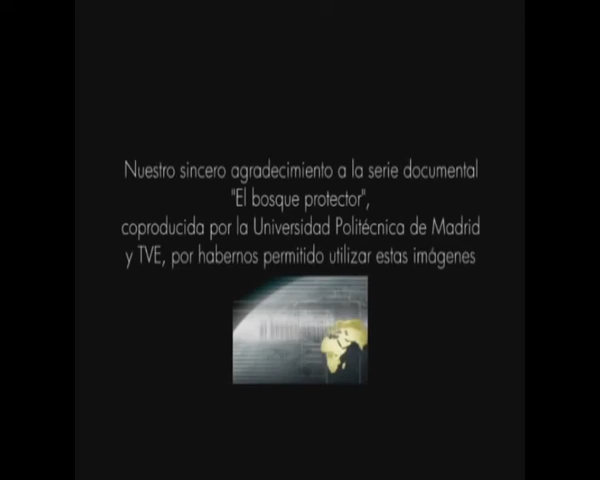 Nuestro sincero agradecimiento a la serie documental
"El bosque protector",
coproducida por la Universidad Politécnica de Madrid
y TVE, por habernos permitido utilizar estas imágenes